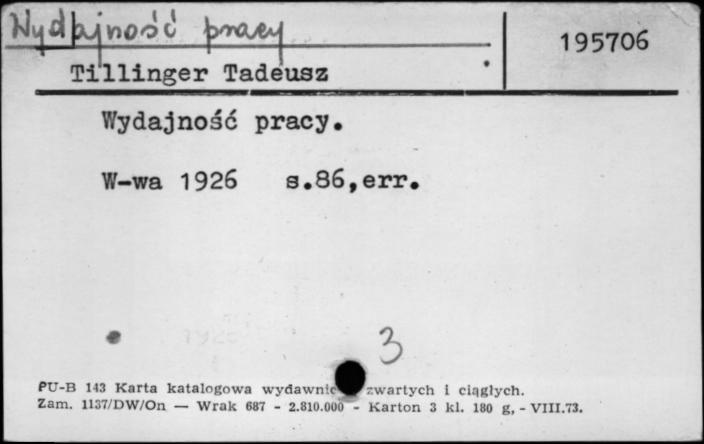 Wydajność pracy
195706
Tillinger Tadeusz
Wydajność pracy.
W-wa 1926 s.86,err.
3
PU-B 143 Karta katalogowa wydawnic zwartych i ciągłych.
Zam. 1137/DW/On — Wrak 687 - 2.810.000 - Karton 3 kl. 180 g, - VIII.73.